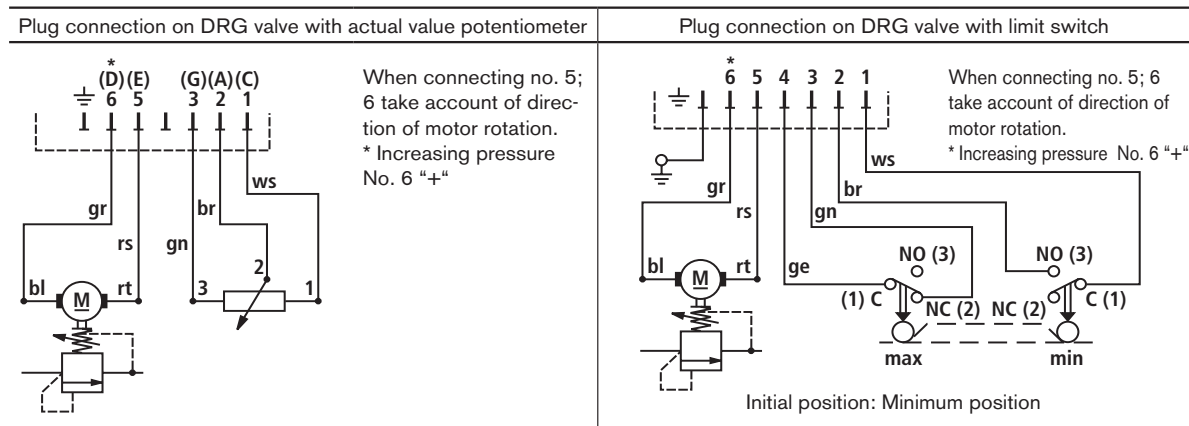 Plug connection on DRG valve with actual value potentiometer
*
(D) (E) (G) (A) (C)
6 5 3 2 1
When connecting no. 5;
6 take account of direc-
tion of motor rotation.
* Increasing pressure
No. 6 “+“
ws
gr br
rs gn
2
bl M rt 3 1
Plug connection on DRG valve with limit switch
*
6 5 4 3 2 1
When connecting no. 5; 6
take account of direction of
motor rotation.
* Increasing pressure No. 6 “+“
ws
gr br
rs gn
NO (3) NO (3)
bl M rt ge
(1) C NC (2) NC (2) C (1)
max min
Initial position: Minimum position